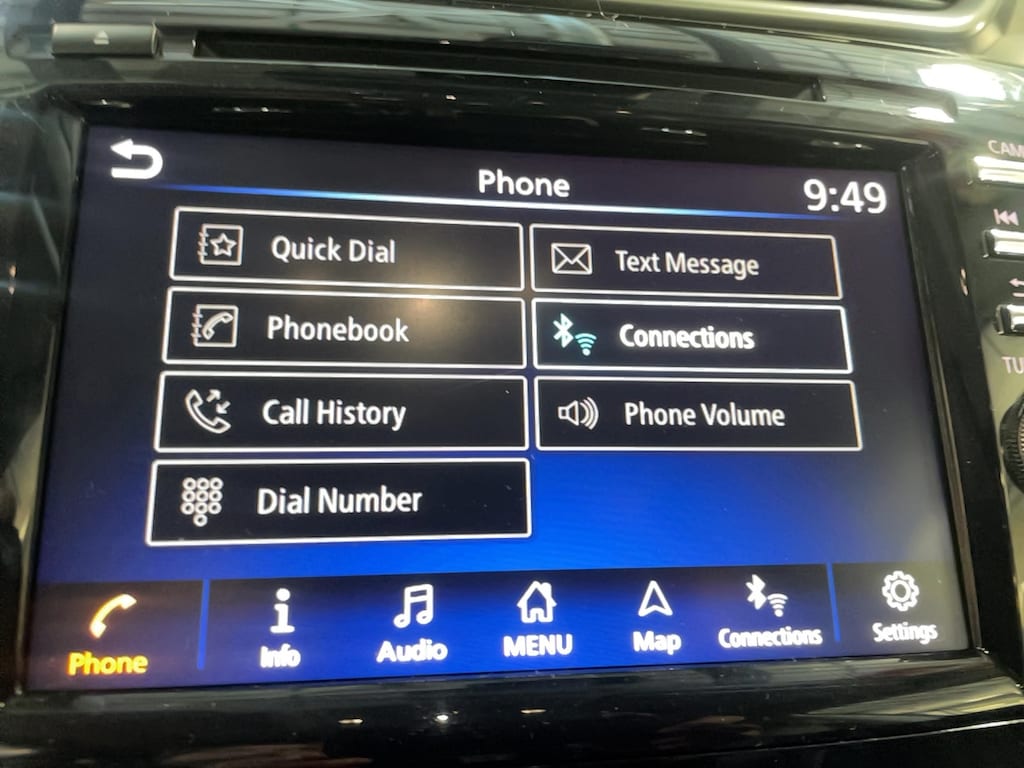 Phone
9:49
Quick Dial
Text Message
Phonebook
Connections
Call History
Phone Volume
Dial Number
Phone
Info
Audio
MENU
Map
Connections
Settings